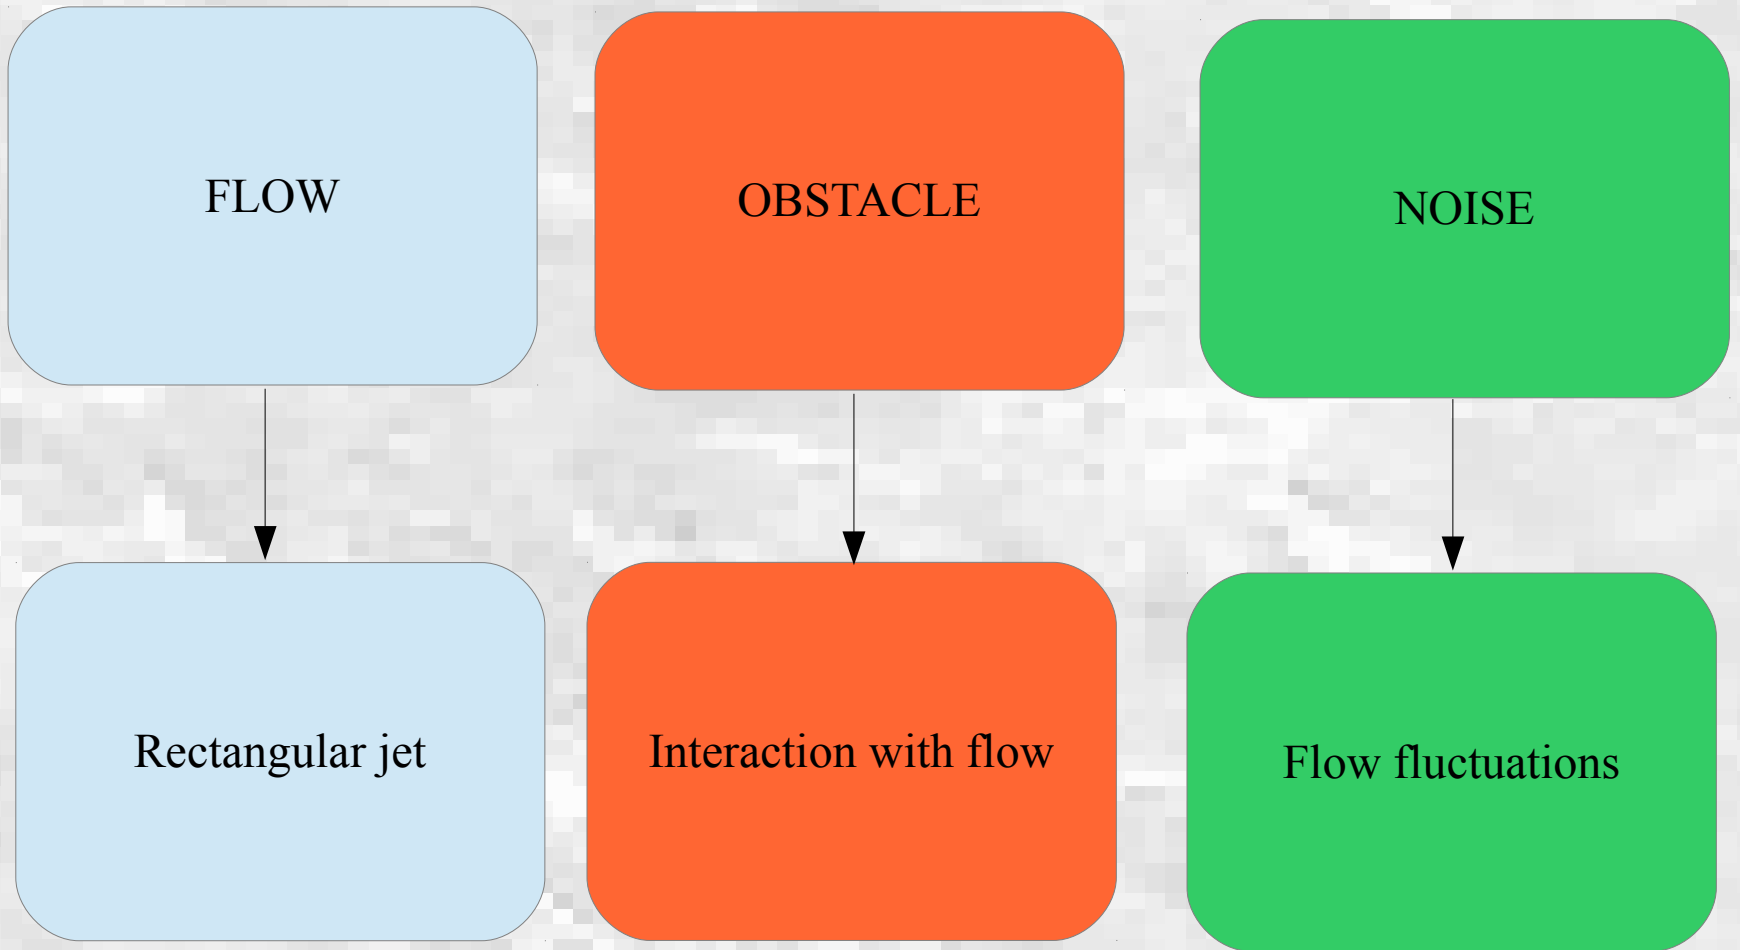 FLOW
OBSTACLE
NOISE
Rectangular jet
Interaction with flow
Flow fluctuations